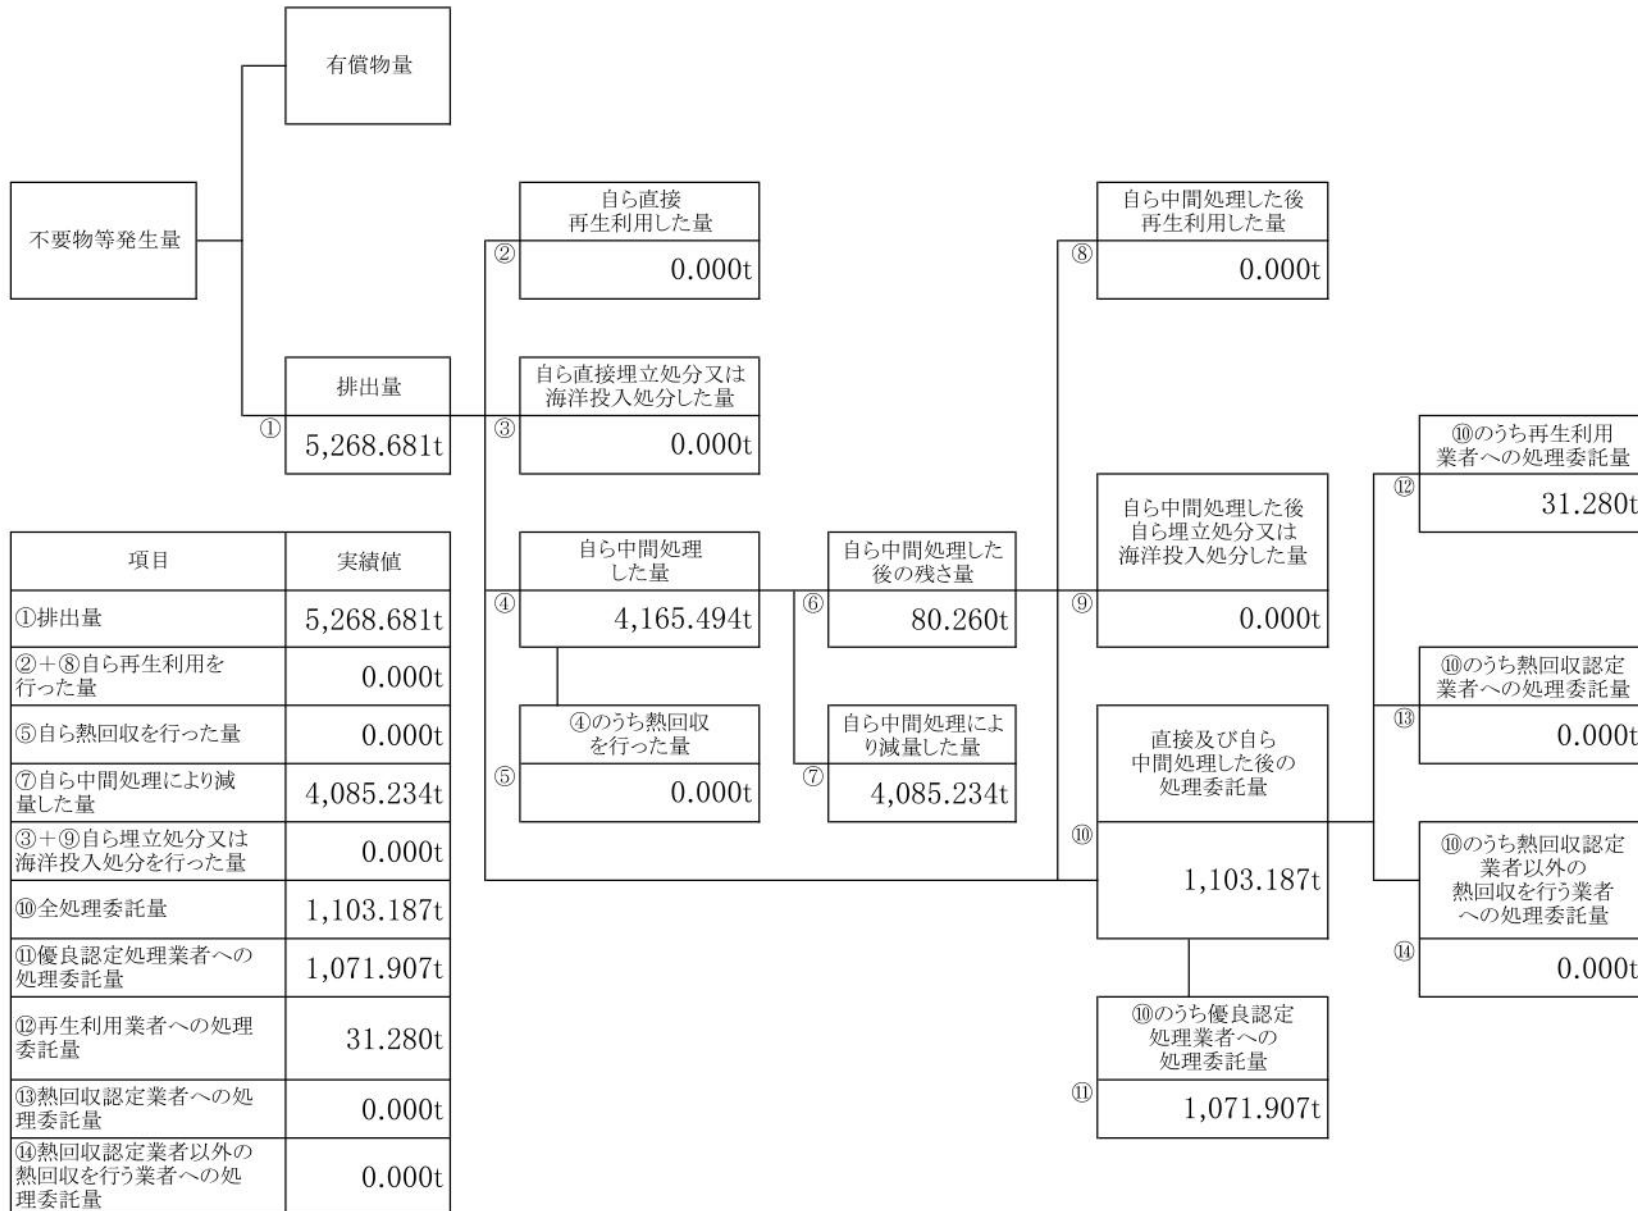 有償物量
不要物等発生量
自ら直接
再生利用した量
②
0.000t
自ら中間処理した後
再生利用した量
⑧
0.000t
排出量
①
5,268.681t
自ら直接埋立処分又は
海洋投入処分した量
③
0.000t
⑩のうち再生利用
業者への処理委託量
⑫
31.280t
自ら中間処理
した量
④
4,165.494t
自ら中間処理した
後の残さ量
⑥
80.260t
自ら中間処理した後
自ら埋立処分又は
海洋投入処分した量
⑨
0.000t
⑩のうち熱回収認定
業者への処理委託量
⑬
0.000t
④のうち熱回収
を行った量
⑤
0.000t
自ら中間処理によ
り減量した量
⑦
4,085.234t
直接及び自ら
中間処理した後の
処理委託量
⑩
1,103.187t
⑩のうち熱回収認定
業者以外の
熱回収を行う業者
への処理委託量
⑭
0.000t
⑩のうち優良認定
処理業者への
処理委託量
⑪
1,071.907t
項目 実績値
①排出量 5,268.681t
②+⑧自ら再生利用を
行った量 0.000t
⑤自ら熱回収を行った量 0.000t
⑦自ら中間処理により減
量した量 4,085.234t
③+⑨自ら埋立処分又は
海洋投入処分を行った量 0.000t
⑩全処理委託量 1,103.187t
⑪優良認定処理業者への
処理委託量 1,071.907t
⑫再生利用業者への処理
委託量 31.280t
⑬熱回収認定業者への処
理委託量 0.000t
⑭熱回収認定業者以外の
熱回収を行う業者への処
理委託量 0.000t